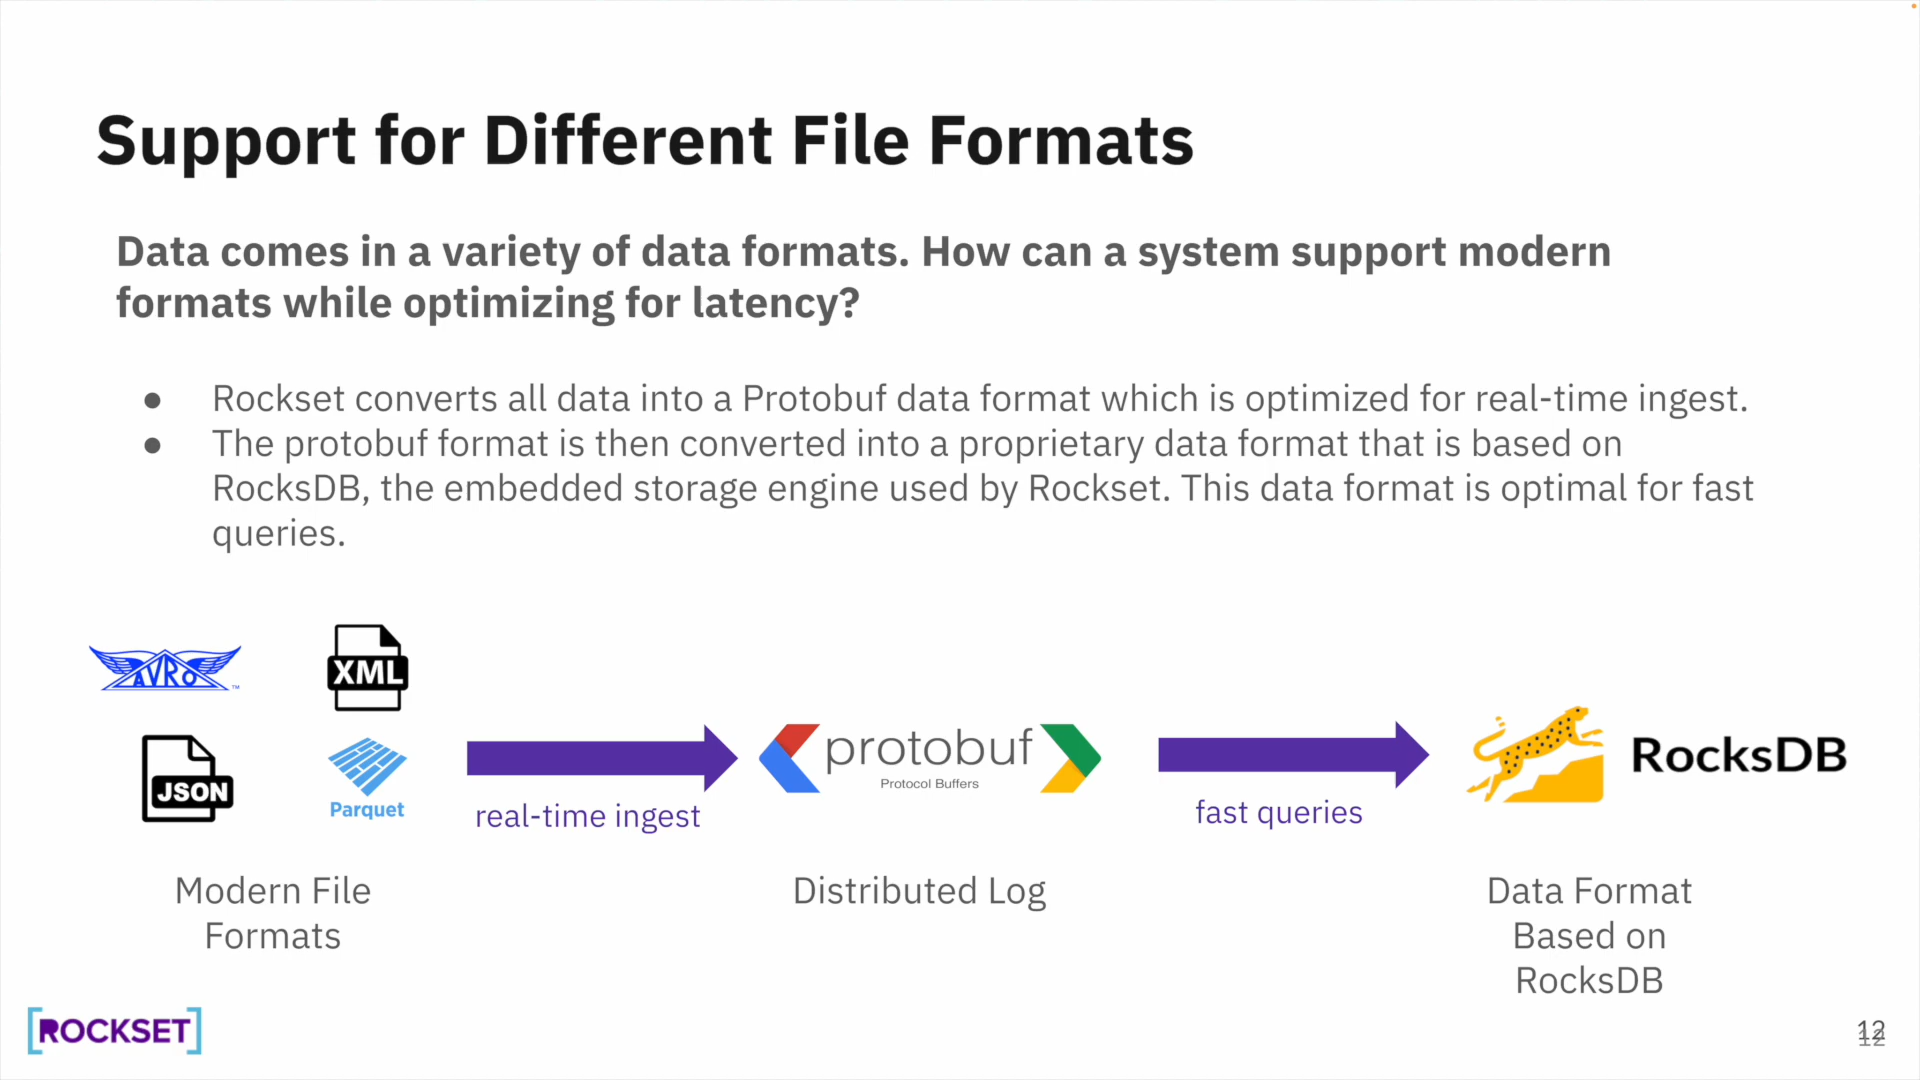 Support for Different File Formats
Data comes in a variety of data formats. How can a system support modern
formats while optimizing for latency?
● Rockset converts all data into a Protobuf data format which is optimized for real-time ingest.
● The protobuf format is then converted into a proprietary data format that is based on
RocksDB, the embedded storage engine used by Rockset. This data format is optimal for fast
queries.
AVRO™
XML
JSON
Parquet
real-time ingest
protobuf
Protocol Buffers
fast queries
RocksDB
Modern File
Formats
Distributed Log
Data Format
Based on
RocksDB
[ROCKSET]
12
12